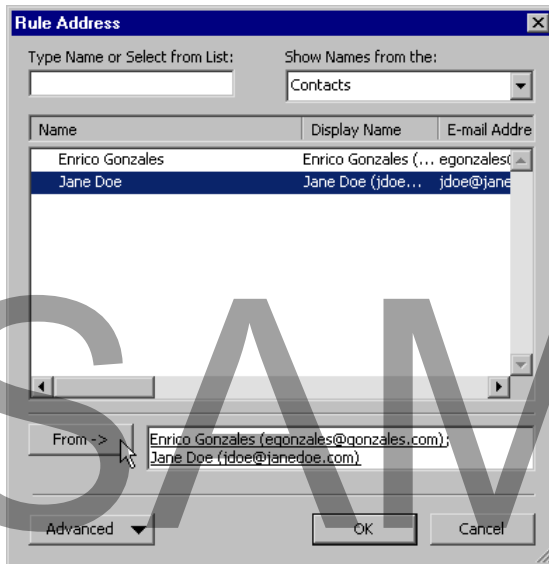 Rule Address
Type Name or Select from List:
Show Names from the:
Contacts
Name Display Name E-mail Addre
Enrico Gonzales Enrico Gonzales (... egonzales(
Jane Doe Jane Doe (jdoe... jdoe@jane
From -> Enrico Gonzales (egonzales@gonzales.com);
Jane Doe (jdoe@janedoe.com)
Advanced OK Cancel
SAM